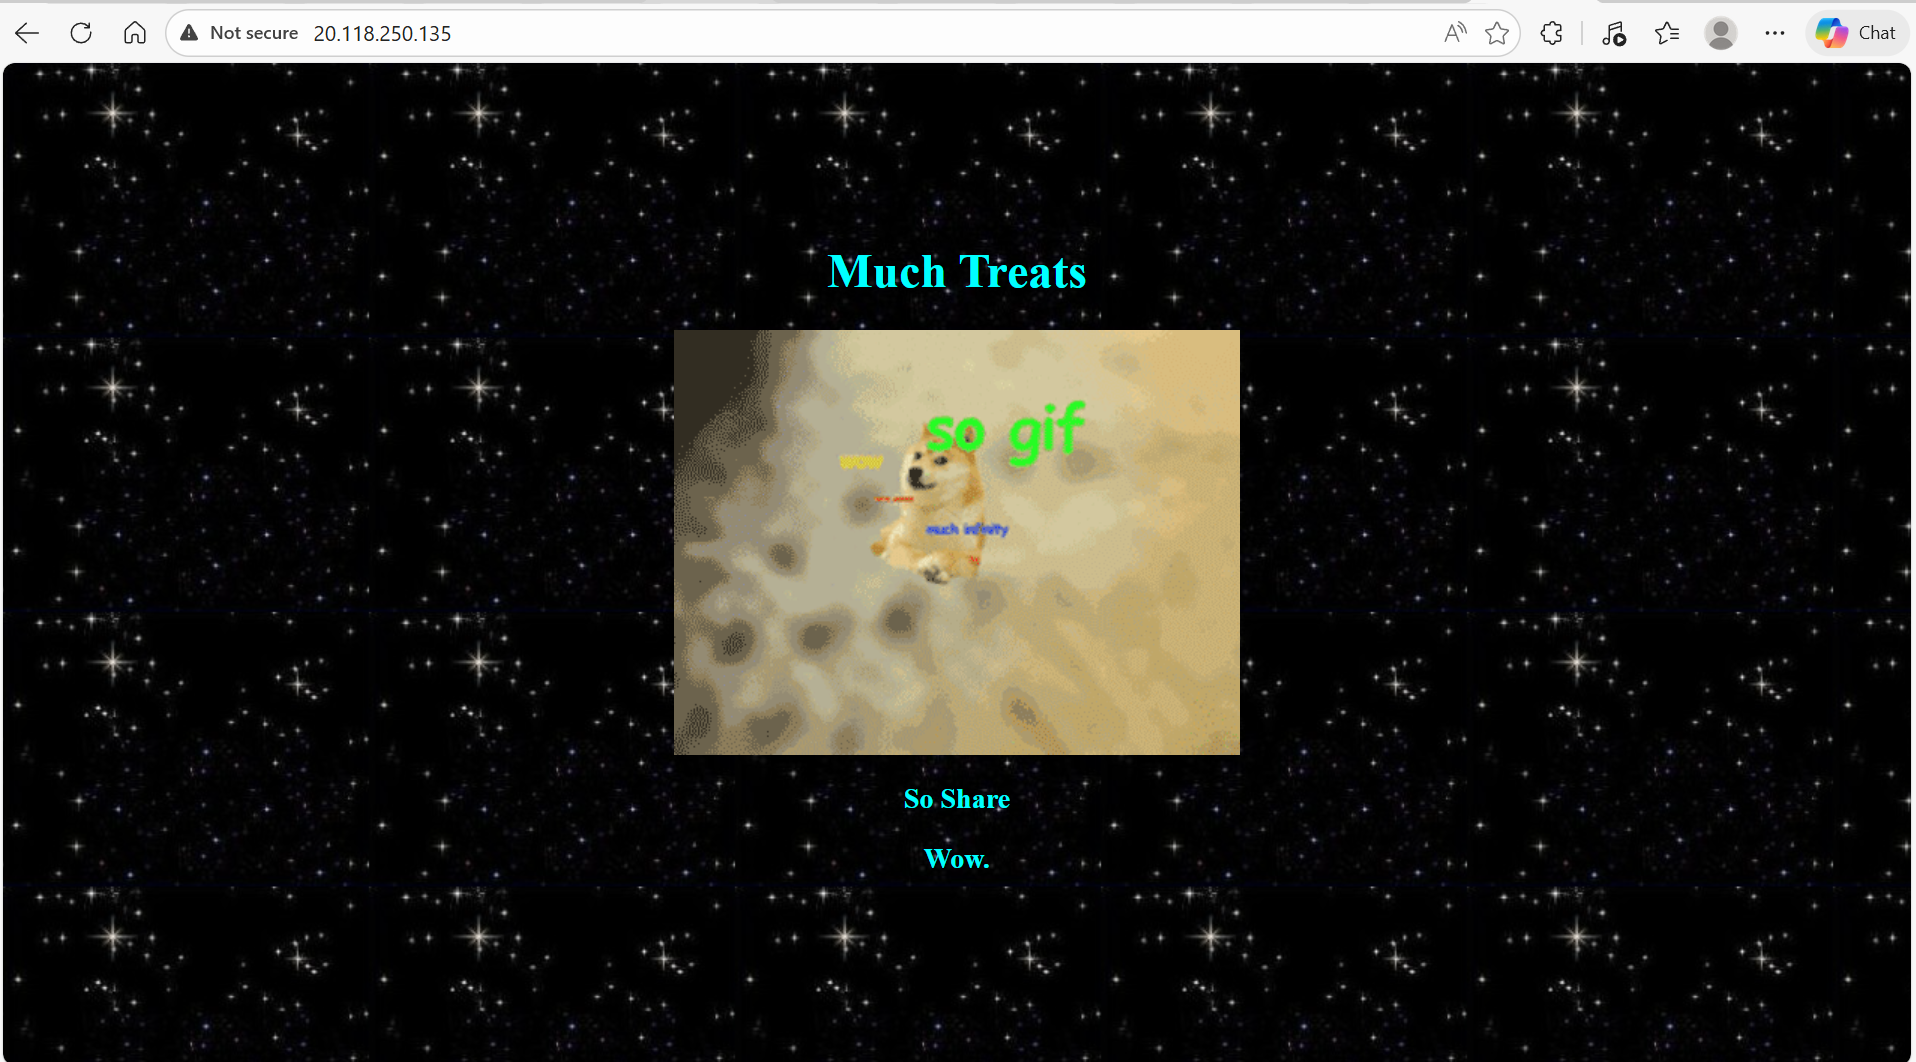 Not secure 20.118.250.135 Chat
Much Treats
so gif
wow
much infinity
So Share
Wow.